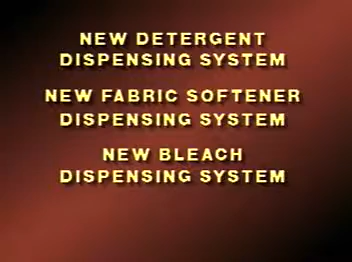 NEW DETERGENT
DISPENSING SYSTEM
NEW FABRIC SOFTENER
DISPENSING SYSTEM
NEW BLEACH
DISPENSING SYSTEM